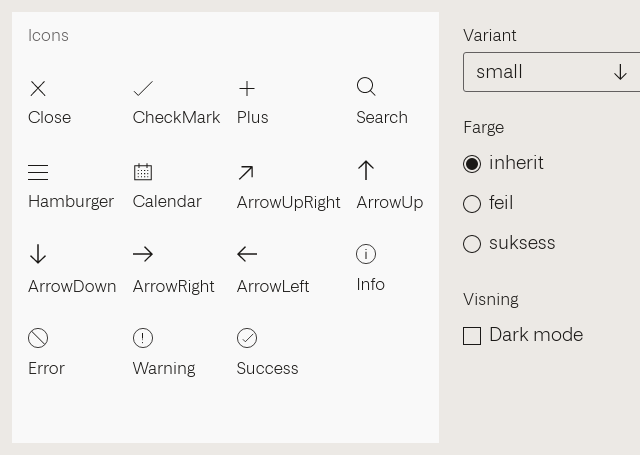 Icons
Close
CheckMark
Plus
Search
Hamburger
Calendar
ArrowUpRight
ArrowUp
ArrowDown
ArrowRight
ArrowLeft
Info
Error
Warning
Success
Variant
small
Farge
inherit
feil
suksess
Visning
Dark mode